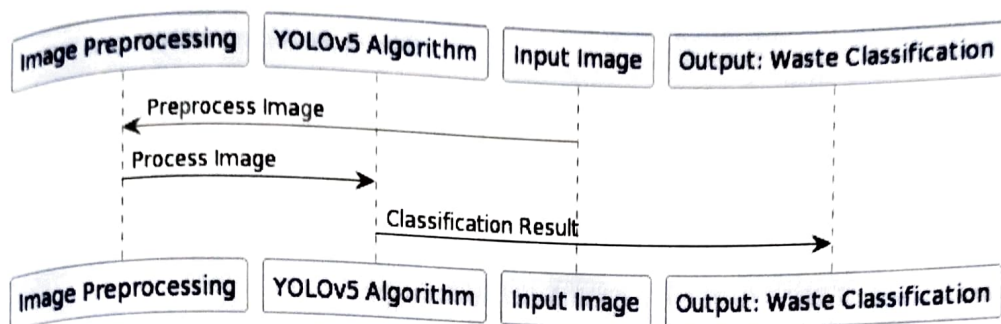 Image Preprocessing
YOLOv5 Algorithm
Input Image
Output: Waste Classification
Preprocess Image
Process Image
Classification Result
Image Preprocessing
YOLOv5 Algorithm
Input Image
Output: Waste Classification